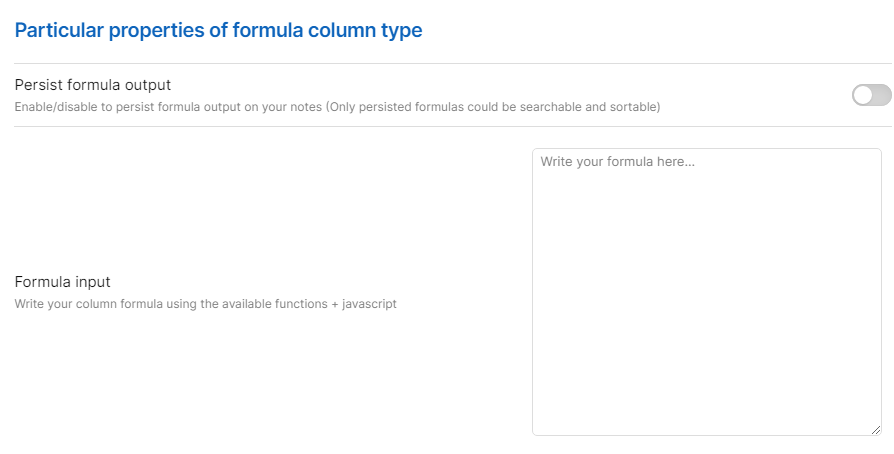 Particular properties of formula column type
Persist formula output
Enable/disable to persist formula output on your notes (Only persisted formulas could be searchable and sortable)
Write your formula here...
Formula input
Write your column formula using the available functions + javascript